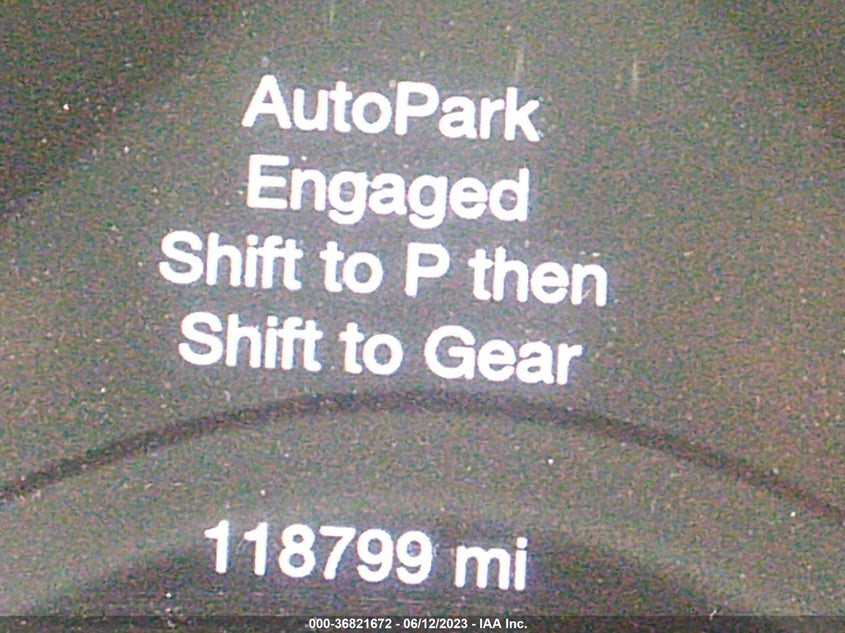 AutoPark
Engaged
Shift to P then
Shift to Gear
118799 mi
000-36821672 - 06/12/2023 - IAA Inc.